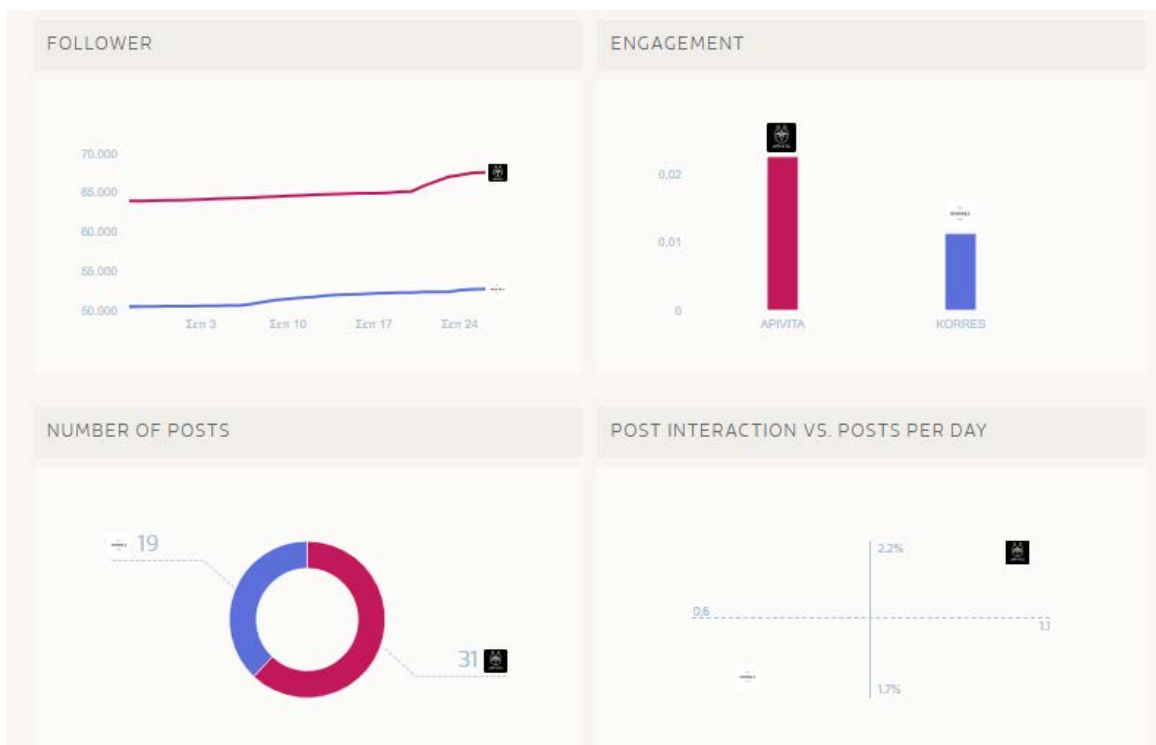 FOLLOWER
70.000
65.000
60.000
55.000
50.000
Σεπ 3 Σεπ 10 Σεπ 17 Σεπ 24
ENGAGEMENT
0,02
0,01
0
KORRES
APIVITA KORRES
NUMBER OF POSTS
19
31
POST INTERACTION VS. POSTS PER DAY
2.2%
0,6
1.1
1.7%